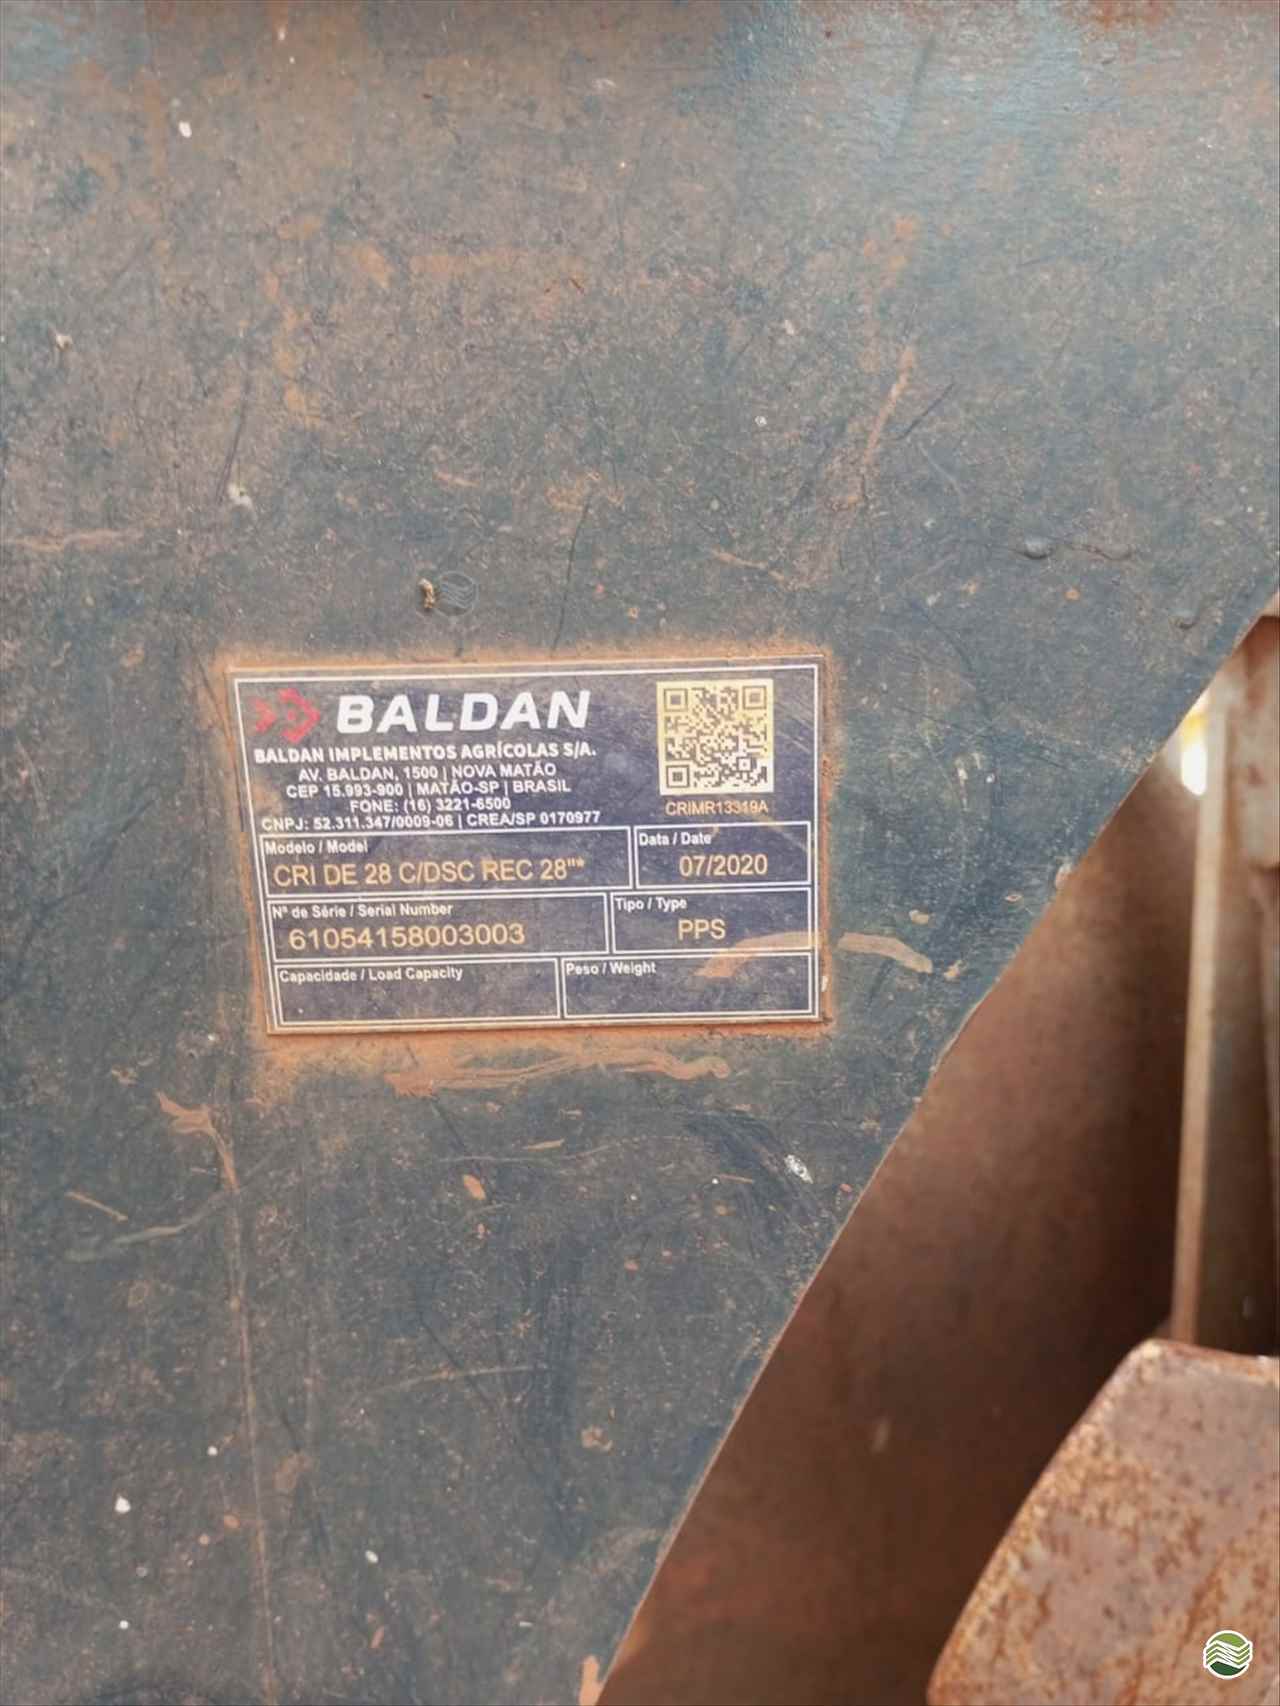 BALDAN
BALDAN IMPLEMENTOS AGRÍCOLAS S/A.
AV. BALDAN, 1500 | NOVA MATÃO
CEP 15.993-900 | MATÃO-SP | BRASIL
FONE: (16) 3221-6500
CNPJ: 52.311.347/0009-06 | CREA/SP 0170977
CRIMR13319A
Modelo / Model
CRI DE 28 C/DSC REC 28"*
Data / Date
07/2020
Nº de Série / Serial Number
61054158003003
Tipo / Type
PPS
Capacidade / Load Capacity
Peso / Weight